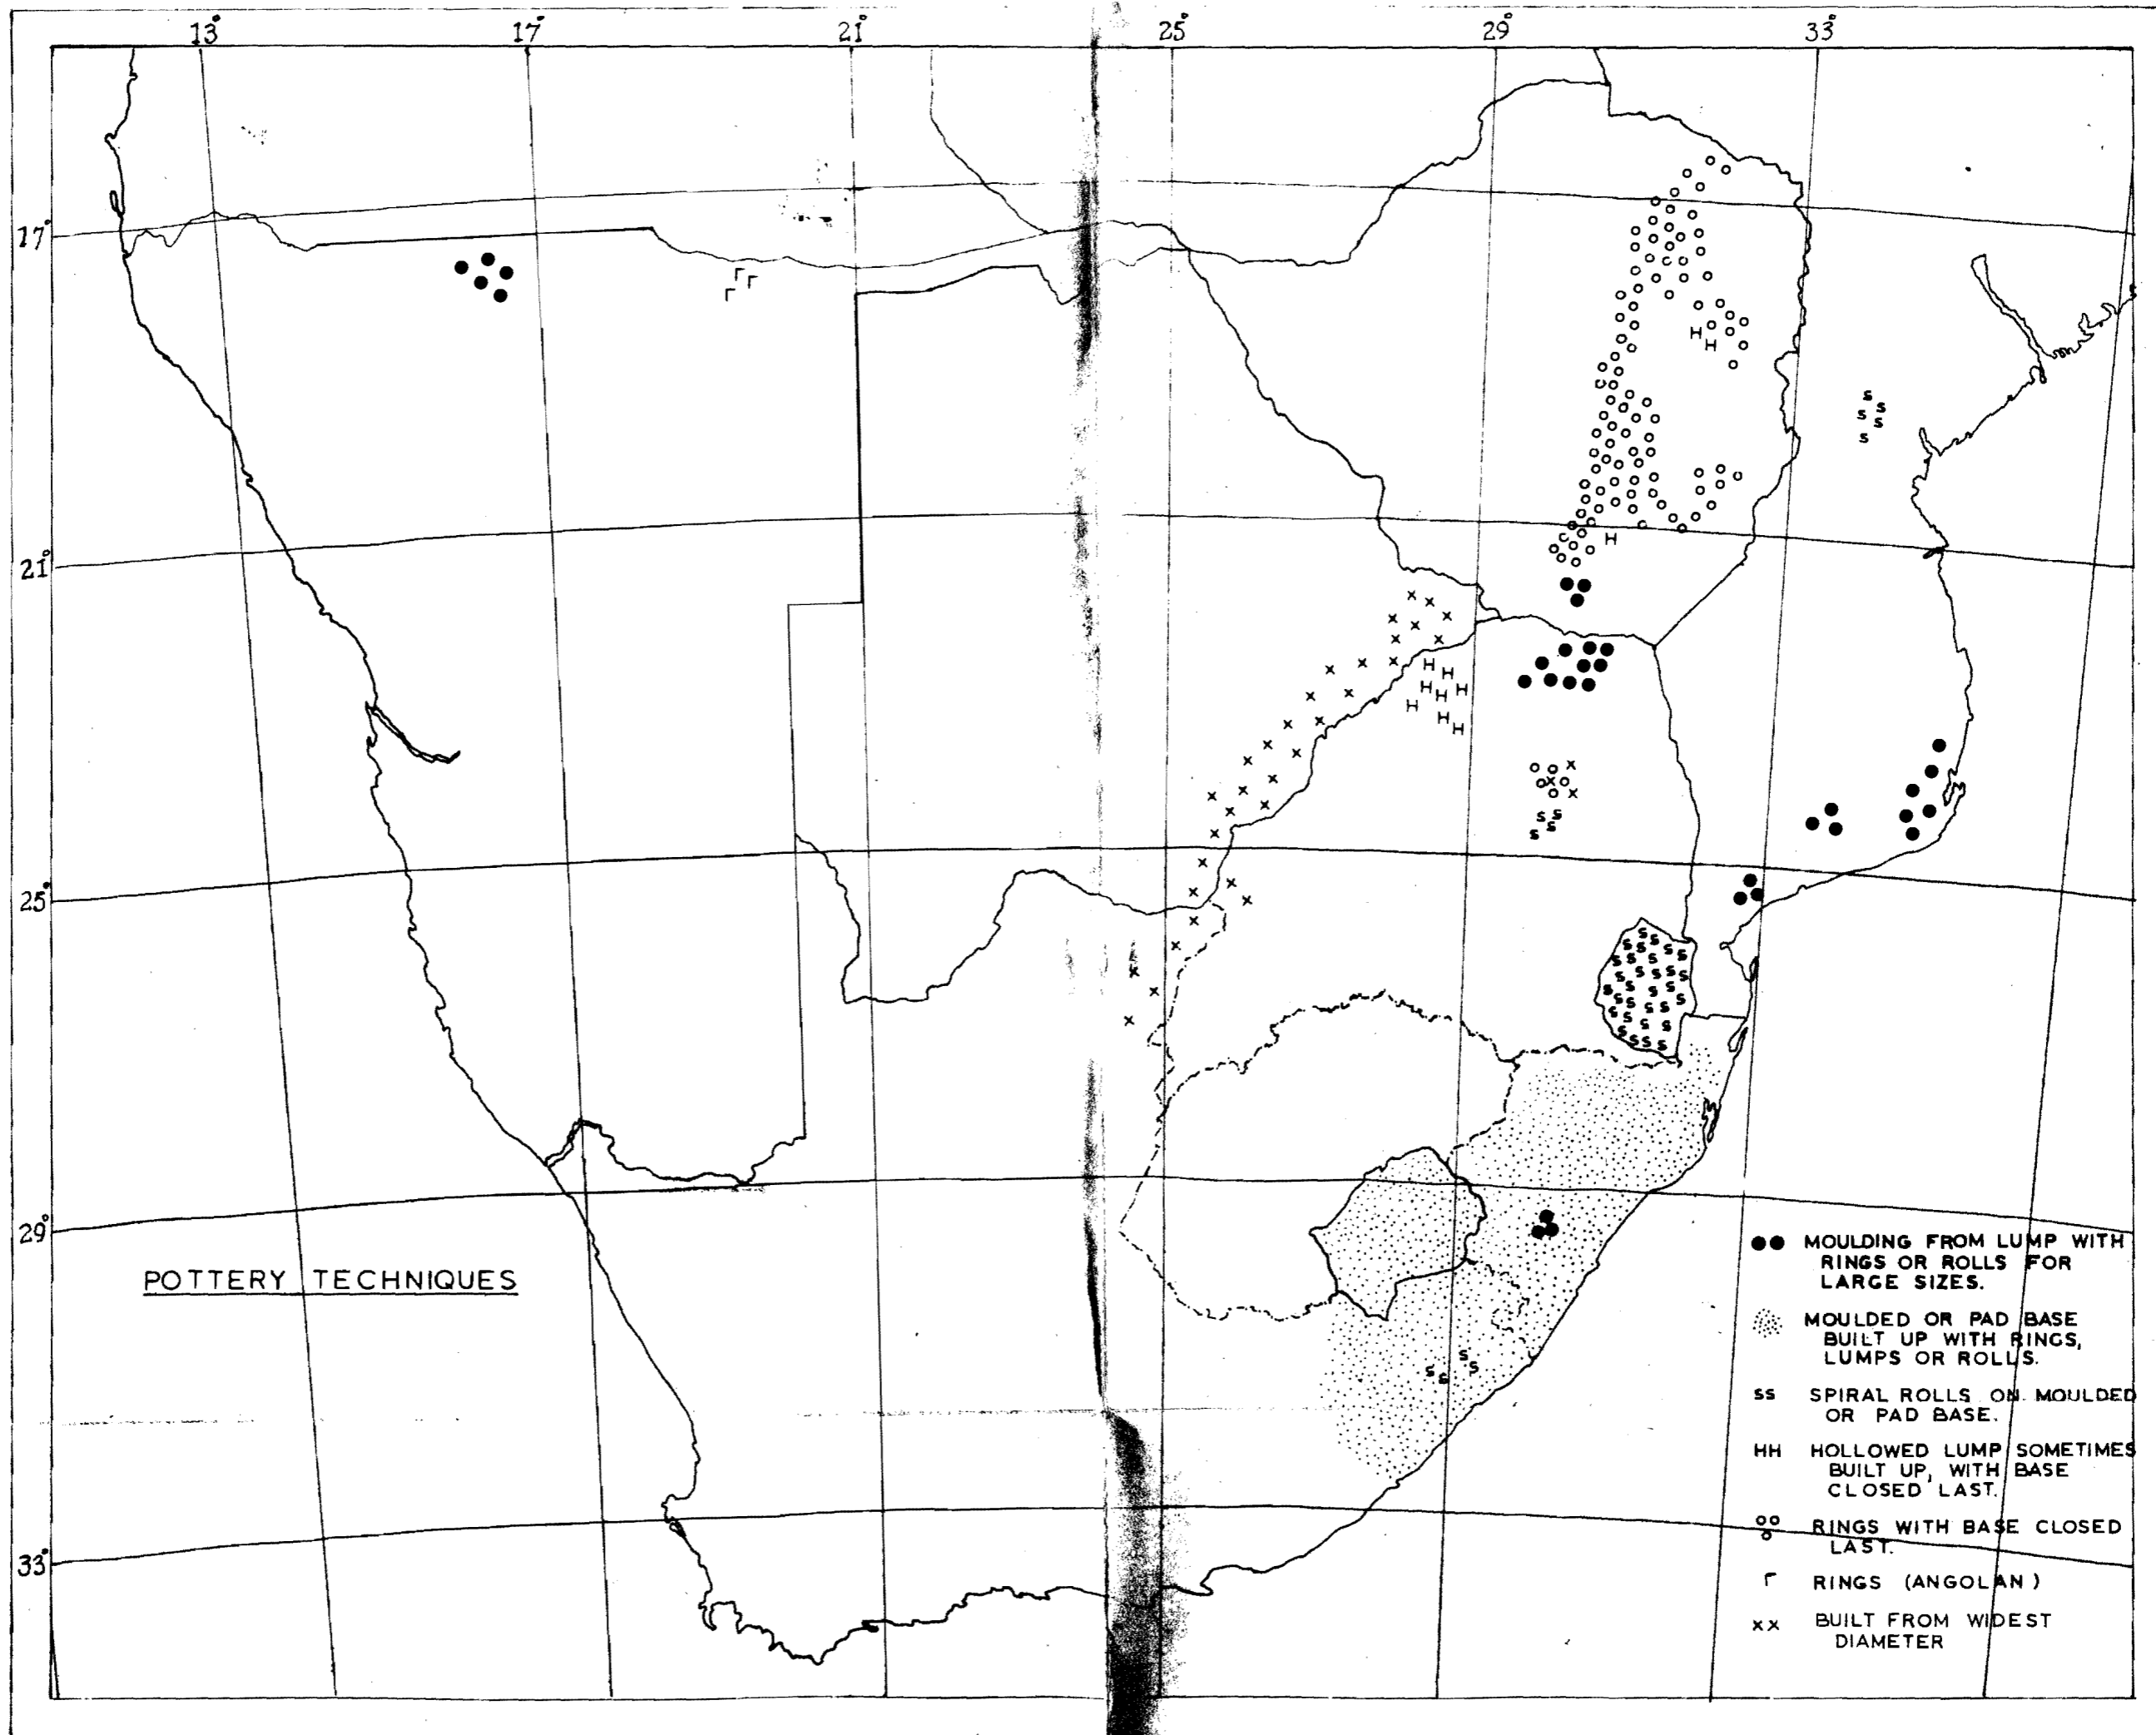 13° 17° 21° 25° 29° 33°
17°
21°
25°
29°
33°
POTTERY TECHNIQUES
MOULDING FROM LUMP WITH
RINGS OR ROLLS FOR
LARGE SIZES.
MOULDED OR PAD BASE
BUILT UP WITH RINGS,
LUMPS OR ROLLS.
SS SPIRAL ROLLS ON MOULDED
OR PAD BASE.
HH HOLLOWED LUMP SOMETIMES
BUILT UP, WITH BASE
CLOSED LAST.
RINGS WITH BASE CLOSED
LAST.
Γ RINGS (ANGOLAN)
XX BUILT FROM WIDEST
DIAMETER